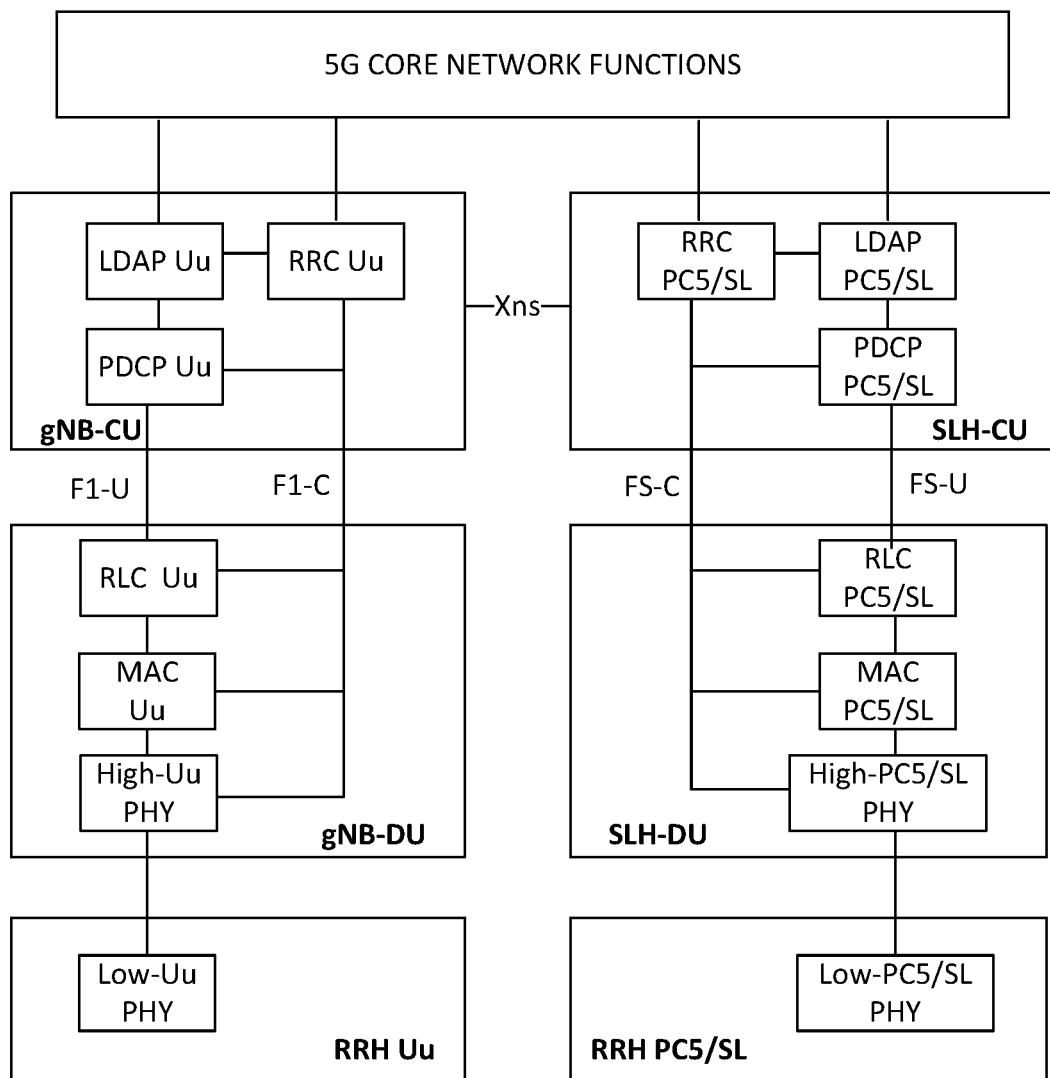 5G CORE NETWORK FUNCTIONS
LDAP Uu
RRC Uu
PDCP Uu
gNB-CU
Xns
RRC
PC5/SL
LDAP
PC5/SL
PDCP
PC5/SL
SLH-CU
F1-U
F1-C
FS-C
FS-U
RLC Uu
MAC
Uu
High-Uu
PHY
gNB-DU
RLC
PC5/SL
MAC
PC5/SL
High-PC5/SL
PHY
SLH-DU
Low-Uu
PHY
RRH Uu
Low-PC5/SL
PHY
RRH PC5/SL